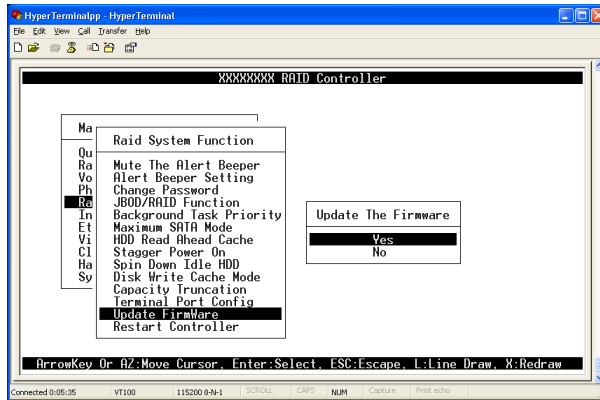 HyperTerminalpp - HyperTerminal
File Edit View Call Transfer Help
XXXXXXXX RAID Controller
Ma
Qu
Ra
Vo
Ph
Ra
In
Et
Vi
Cl
Ha
Sy
Raid System Function
Mute The Alert Beeper
Alert Beeper Setting
Change Password
JBOD/RAID Function
Background Task Priority
Maximum SATA Mode
HDD Read Ahead Cache
Stagger Power On
Spin Down Idle HDD
Disk Write Cache Mode
Capacity Truncation
Terminal Port Config
Update FirmWare
Restart Controller
Update The Firmware
Yes
No
ArrowKey Or AZ:Move Cursor, Enter:Select, ESC:Escape, L:Line Draw, X:Redraw
Connected 0:05:35 VT100 115200 8-N-1 SCROLL CAPS NUM Capture Print echo